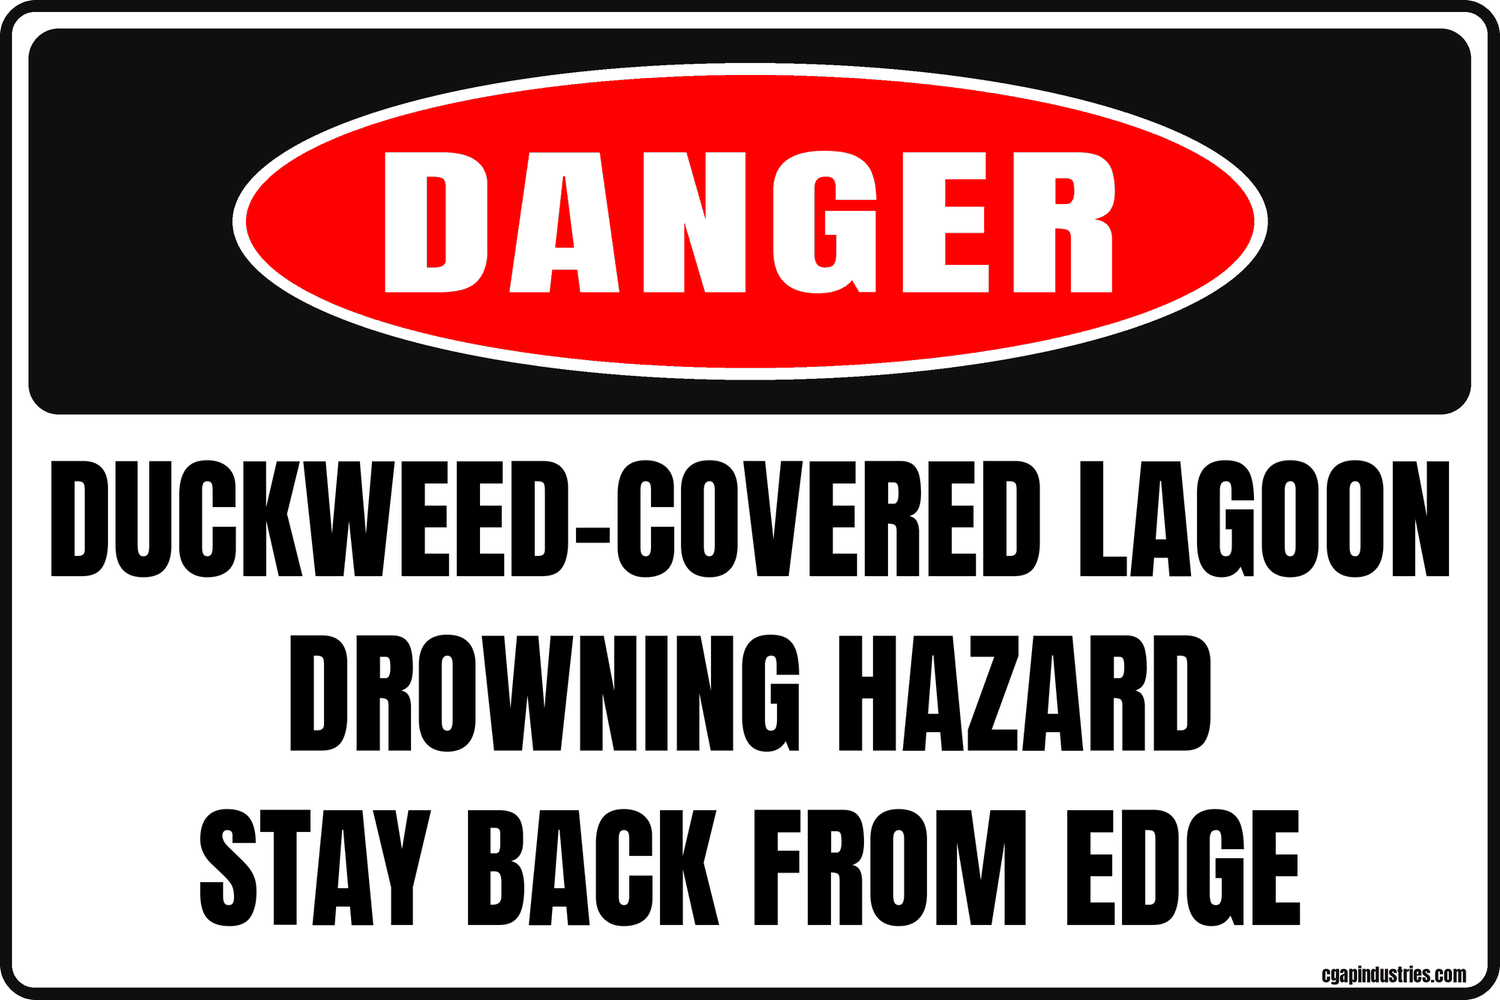 DANGER
DUCKWEED-COVERED LAGOON
DROWNING HAZARD
STAY BACK FROM EDGE
cgapindustries.com